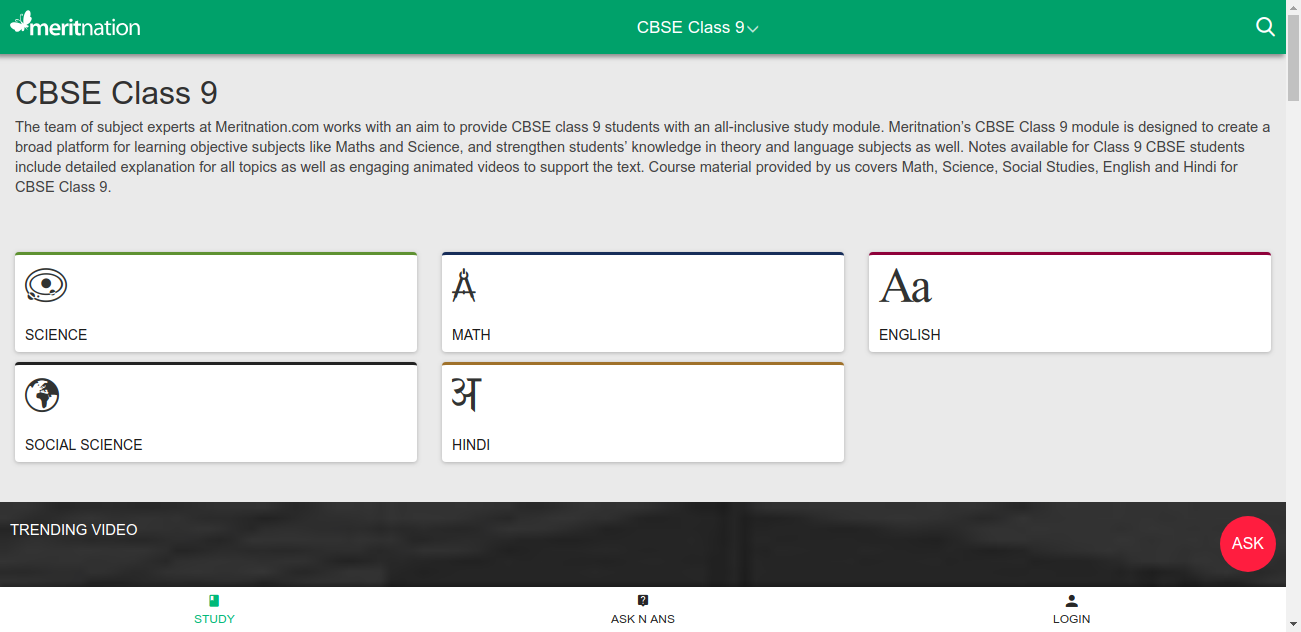 meritnation
CBSE Class 9
CBSE Class 9
The team of subject experts at Meritnation.com works with an aim to provide CBSE class 9 students with an all-inclusive study module. Meritnation’s CBSE Class 9 module is designed to create a
broad platform for learning objective subjects like Maths and Science, and strengthen students’ knowledge in theory and language subjects as well. Notes available for Class 9 CBSE students
include detailed explanation for all topics as well as engaging animated videos to support the text. Course material provided by us covers Math, Science, Social Studies, English and Hindi for
CBSE Class 9.
Aa
SCIENCE
MATH
ENGLISH
अ
SOCIAL SCIENCE
HINDI
TRENDING VIDEO
ASK
?
STUDY
ASK N ANS
LOGIN